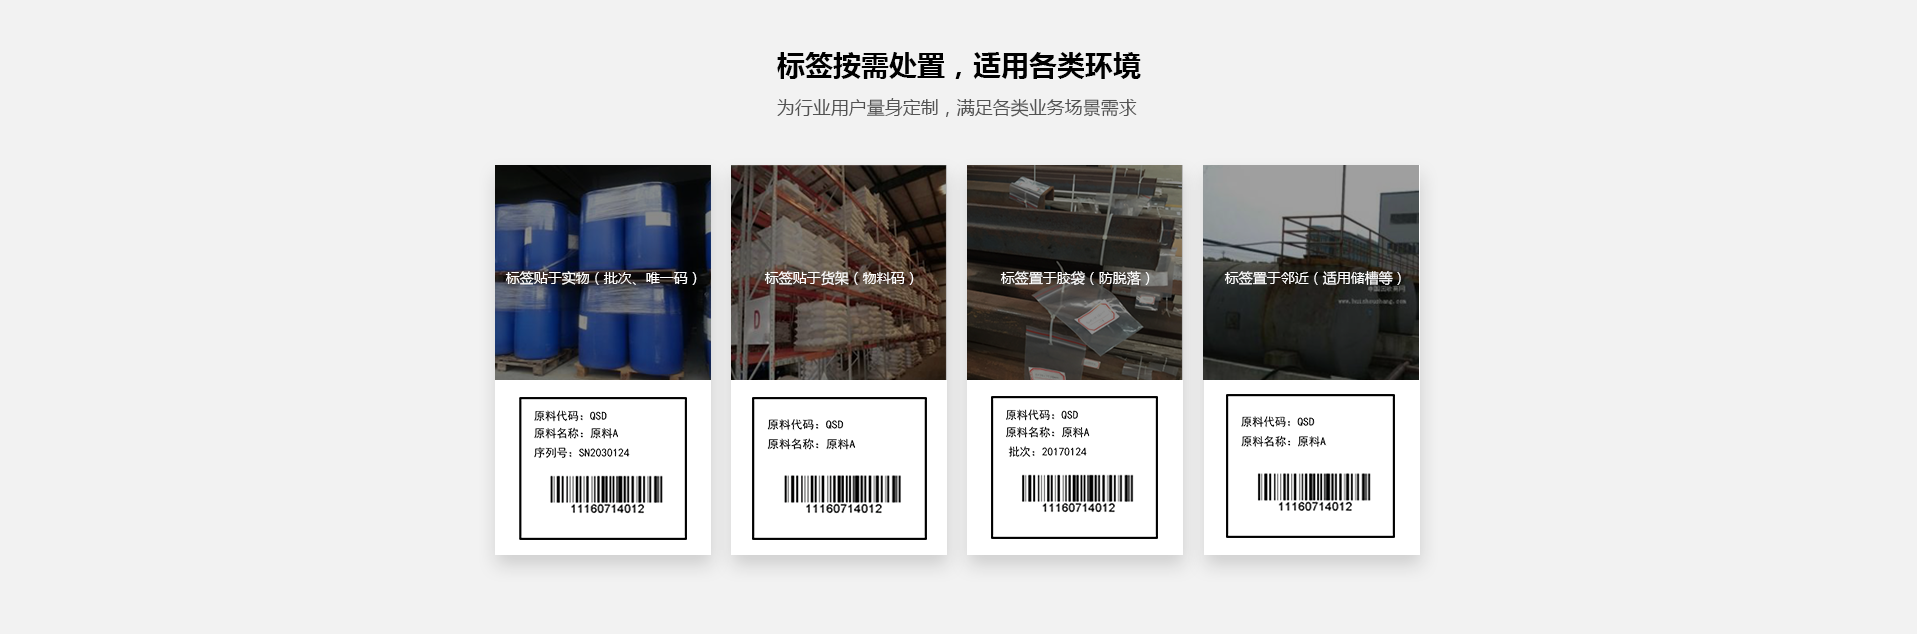 标签按需处置，适用各类环境
为行业用户量身定制，满足各类业务场景需求
标签贴于实物（批次、唯一码）
标签贴于货架（物料码）
标签置于胶袋（防脱落）
标签置于邻近（适用储槽等）
D
原料代码：QSD
原料名称：原料A
序列号：SN2030124
11160714012
原料代码：QSD
原料名称：原料A
11160714012
原料代码：QSD
原料名称：原料A
批次：20170124
11160714012
原料代码：QSD
原料名称：原料A
11160714012